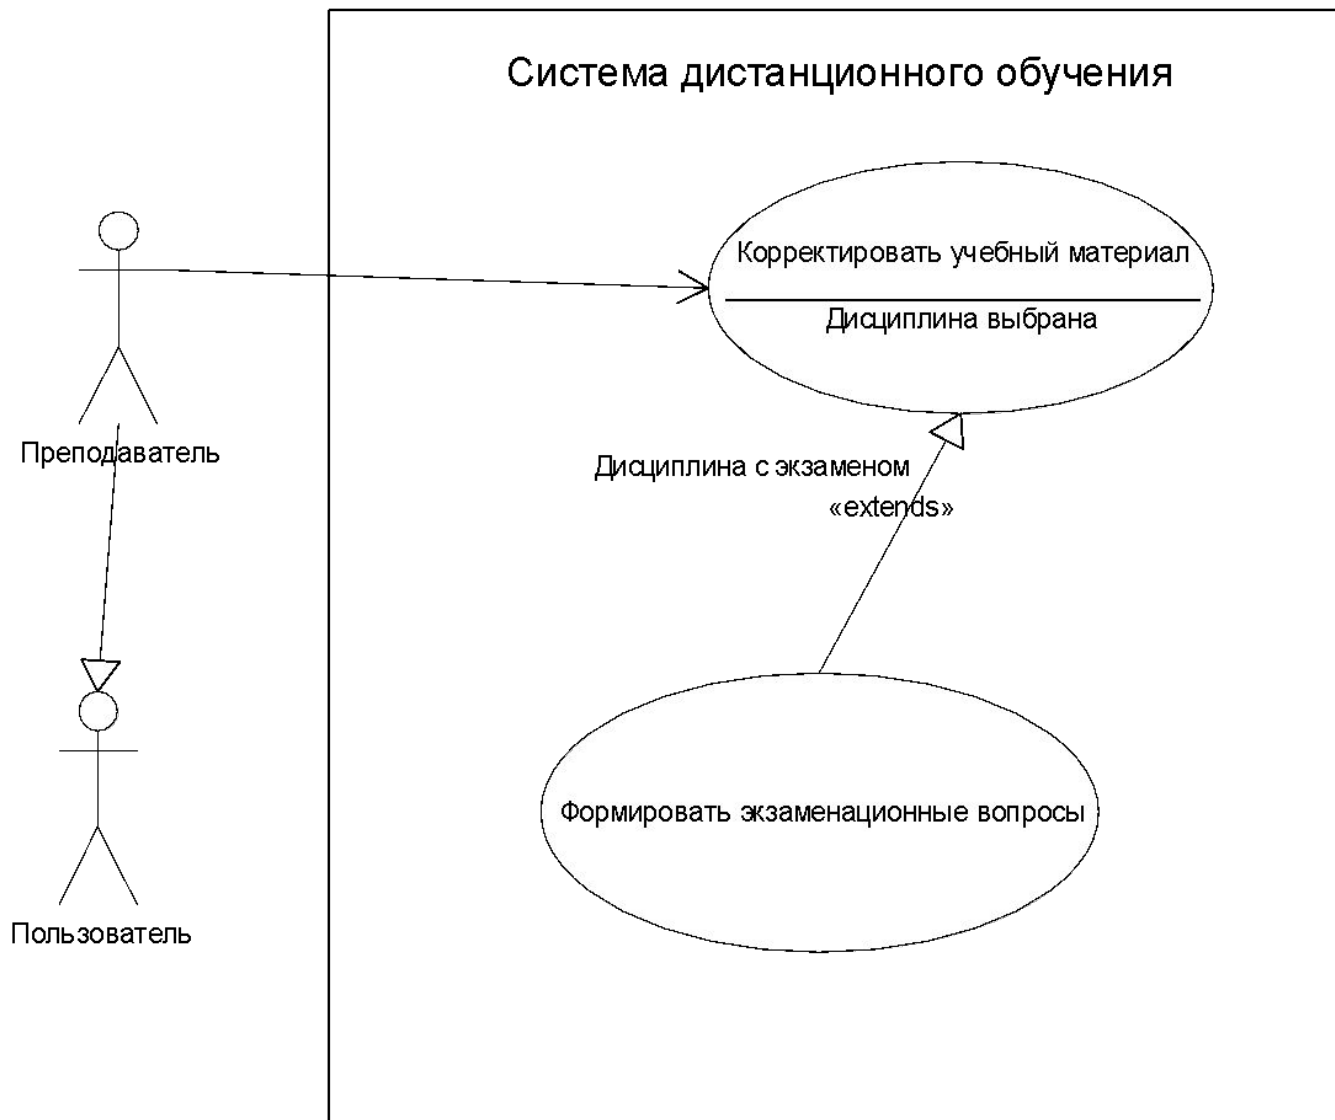 Система дистанционного обучения
Корректировать учебный материал
Дисциплина выбрана
Преподаватель
Дисциплина с экзаменом
«extends»
Формировать экзаменационные вопросы
Пользователь